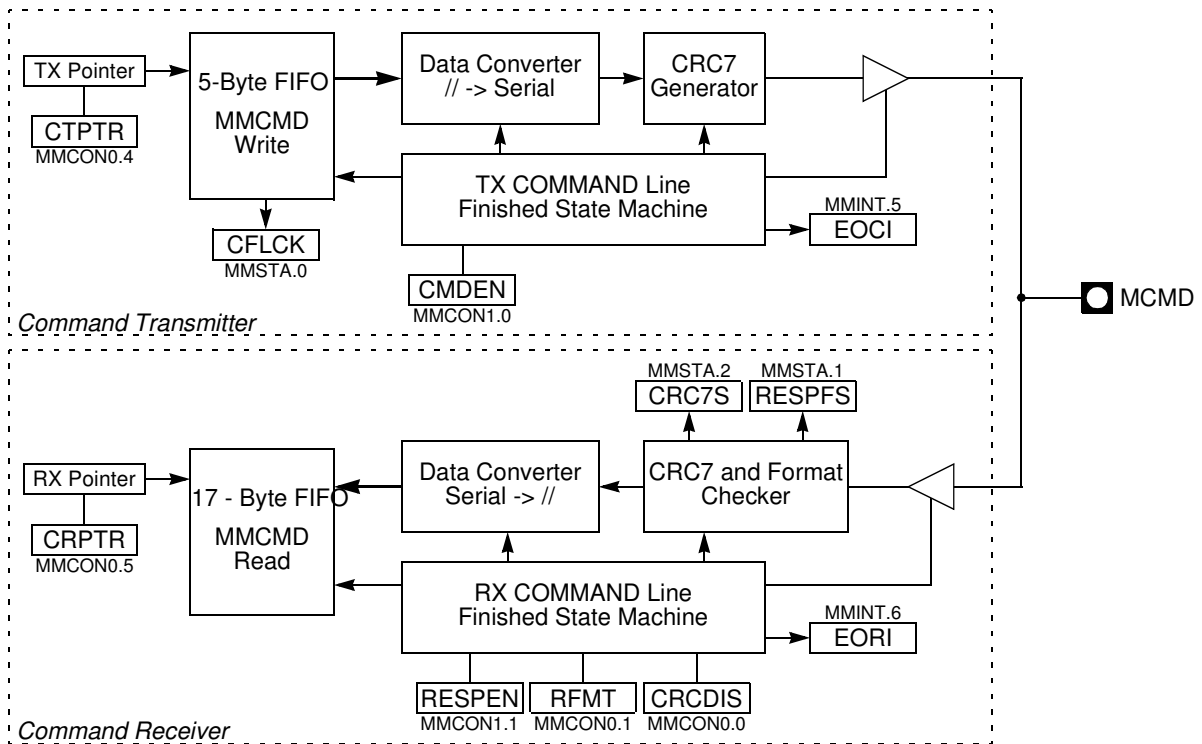 TX Pointer
CTPTR
MMCON0.4
5-Byte FIFO
MMCMD
Write
CFLCK
MMSTA.0
Data Converter
// -> Serial
CRC7
Generator
TX COMMAND Line
Finished State Machine
MMINT.5
EOCI
CMDEN
MMCON1.0
Command Transmitter
MCMD
MMSTA.2
CRC7S
MMSTA.1
RESPFS
RX Pointer
CRPTR
MMCON0.5
17 - Byte FIFO
MMCMD
Read
Data Converter
Serial -> //
CRC7 and Format
Checker
RX COMMAND Line
Finished State Machine
MMINT.6
EORI
RESPEN
MMCON1.1
RFMT
MMCON0.1
CRCDIS
MMCON0.0
Command Receiver